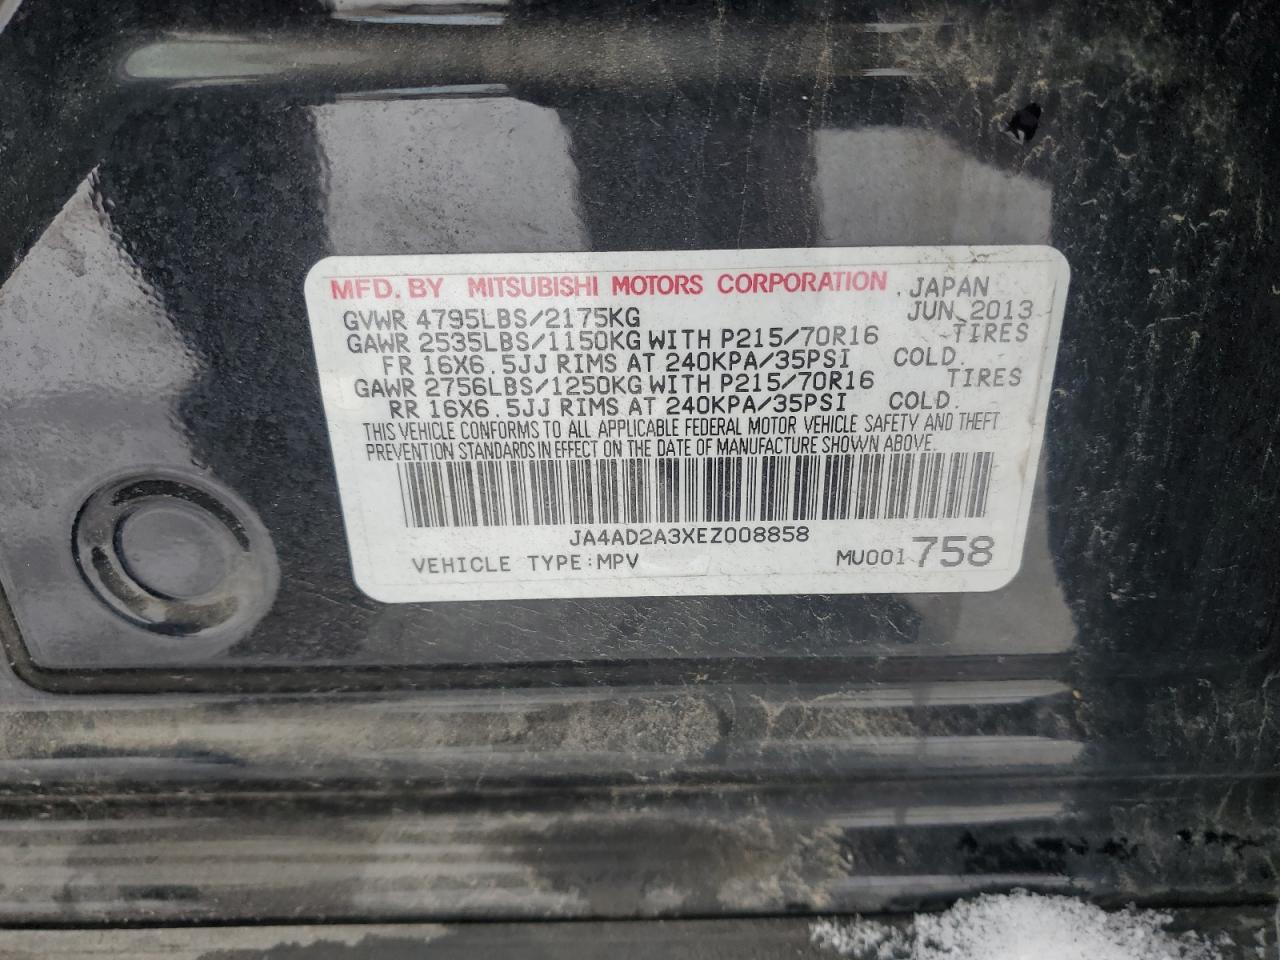 MFD. BY MITSUBISHI MOTORS CORPORATION . JAPAN
GVWR 4795LBS/2175KG JUN 2013
GAWR 2535LBS/1150KG WITH P215/70R16 TIRES
FR 16X6.5JJ RIMS AT 240KPA/35PSI COLD.
GAWR 2756LBS/1250KG WITH P215/70R16 TIRES
RR 16X6.5JJ RIMS AT 240KPA/35PSI COLD.
THIS VEHICLE CONFORMS TO ALL APPLICABLE FEDERAL MOTOR VEHICLE SAFETY AND THEFT
PREVENTION STANDARDS IN EFFECT ON THE DATE OF MANUFACTURE SHOWN ABOVE.
JA4AD2A3XEZ008858
VEHICLE TYPE:MPV MU001758